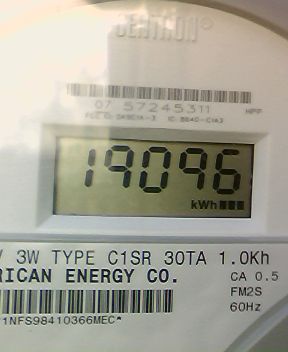 CENTRON®
07 57245311
HPP
19096
kWh
V 3W TYPE C1SR 30TA 1.0Kh
RICAN ENERGY CO.
CA 0.5
FM2S
60Hz
1NFS98410366MEC*